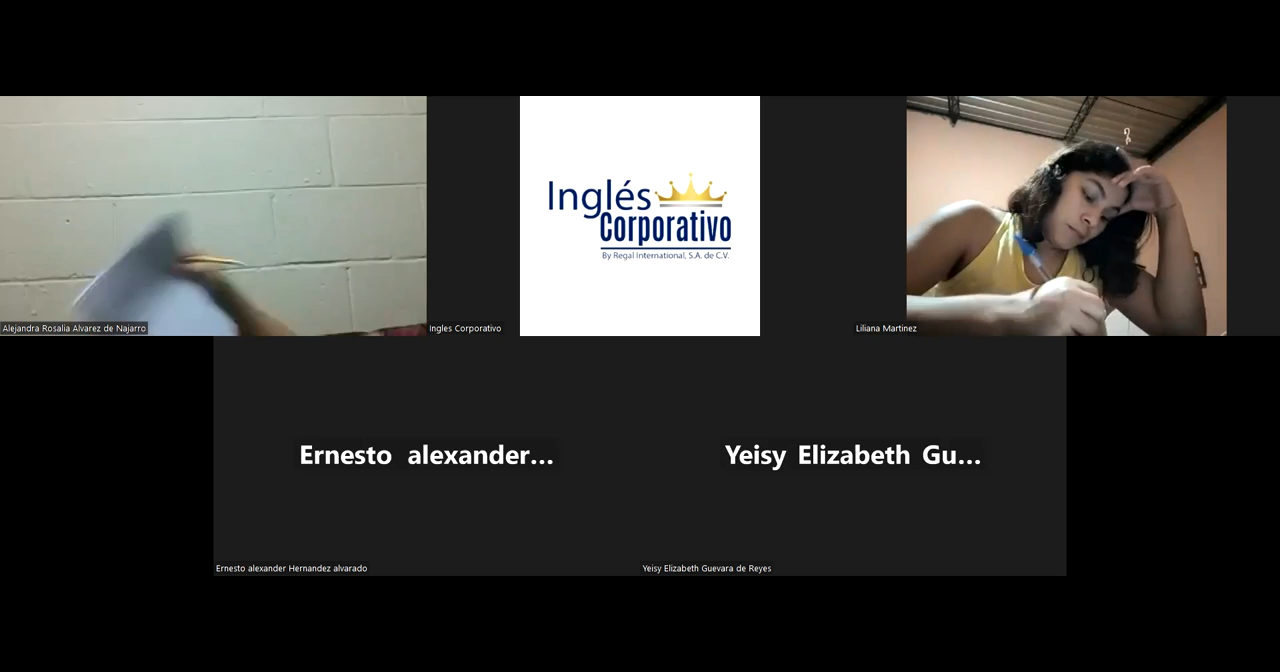 Inglés
Corporativo
By Regal International, S.A. de C.V.
Alejandra Rosalia Alvarez de Najarro
Ingles Corporativo
Liliana Martinez
Ernesto alexander...
Yeisy Elizabeth Gu...
Ernesto alexander Hernandez alvarado
Yeisy Elizabeth Guevara de Reyes